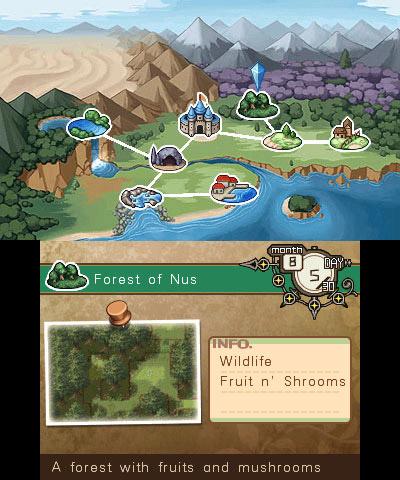 month
8
5
DAY
30
Forest of Nus
INFO.
Wildlife
Fruit n' Shrooms
A forest with fruits and mushrooms